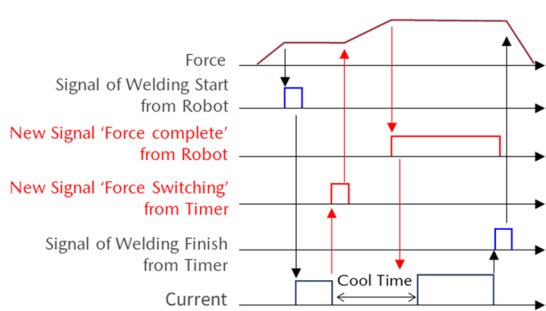 Force
Signal of Welding Start
from Robot
New Signal ‘Force complete’
from Robot
New Signal ‘Force Switching’
from Timer
Signal of Welding Finish
from Timer
Cool Time
Current